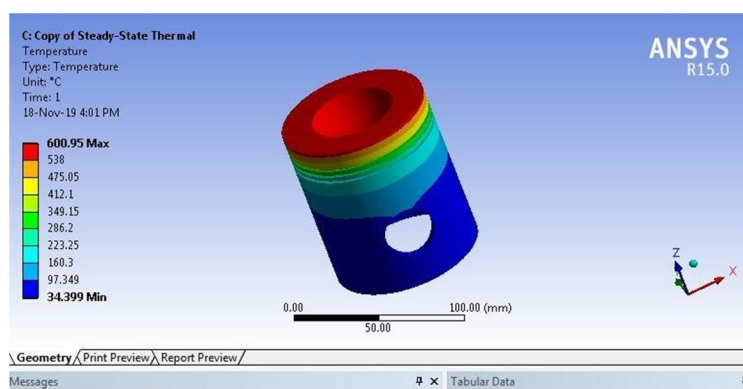 C: Copy of Steady-State Thermal
Temperature
Type: Temperature
Unit: °C
Time: 1
18-Nov-19 4:01 PM
ANSYS
R15.0
600.95 Max
538
475.05
412.1
349.15
286.2
223.25
160.3
97.349
34.399 Min
Z
X
0.00 100.00 (mm)
50.00
Geometry Print Preview Report Preview
Messages Tabular Data